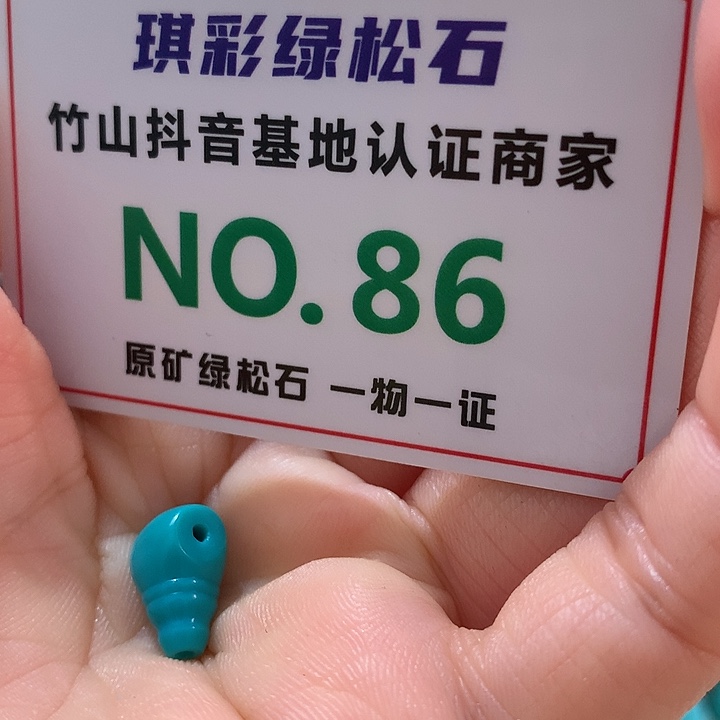 琪彩绿松石
竹山抖音基地认证商家
NO.86
原矿绿松石 一物一证